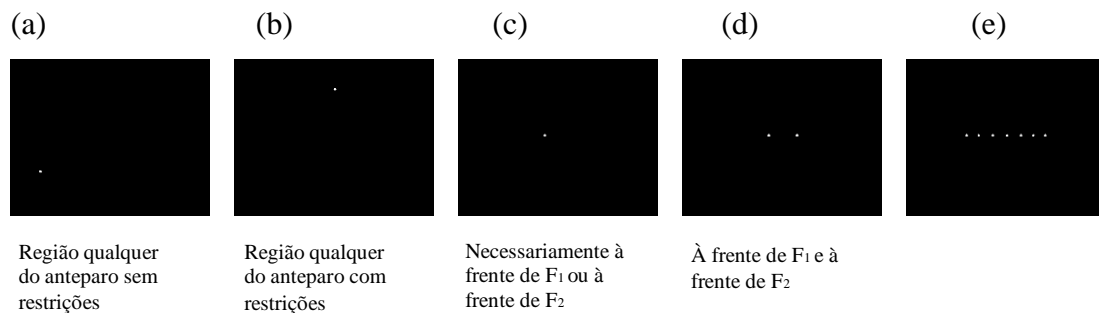 (a) (b) (c) (d) (e)
Região qualquer
do anteparo sem
restrições
Região qualquer
do anteparo com
restrições
Necessariamente à
frente de F1 ou à
frente de F2
À frente de F1 e à
frente de F2